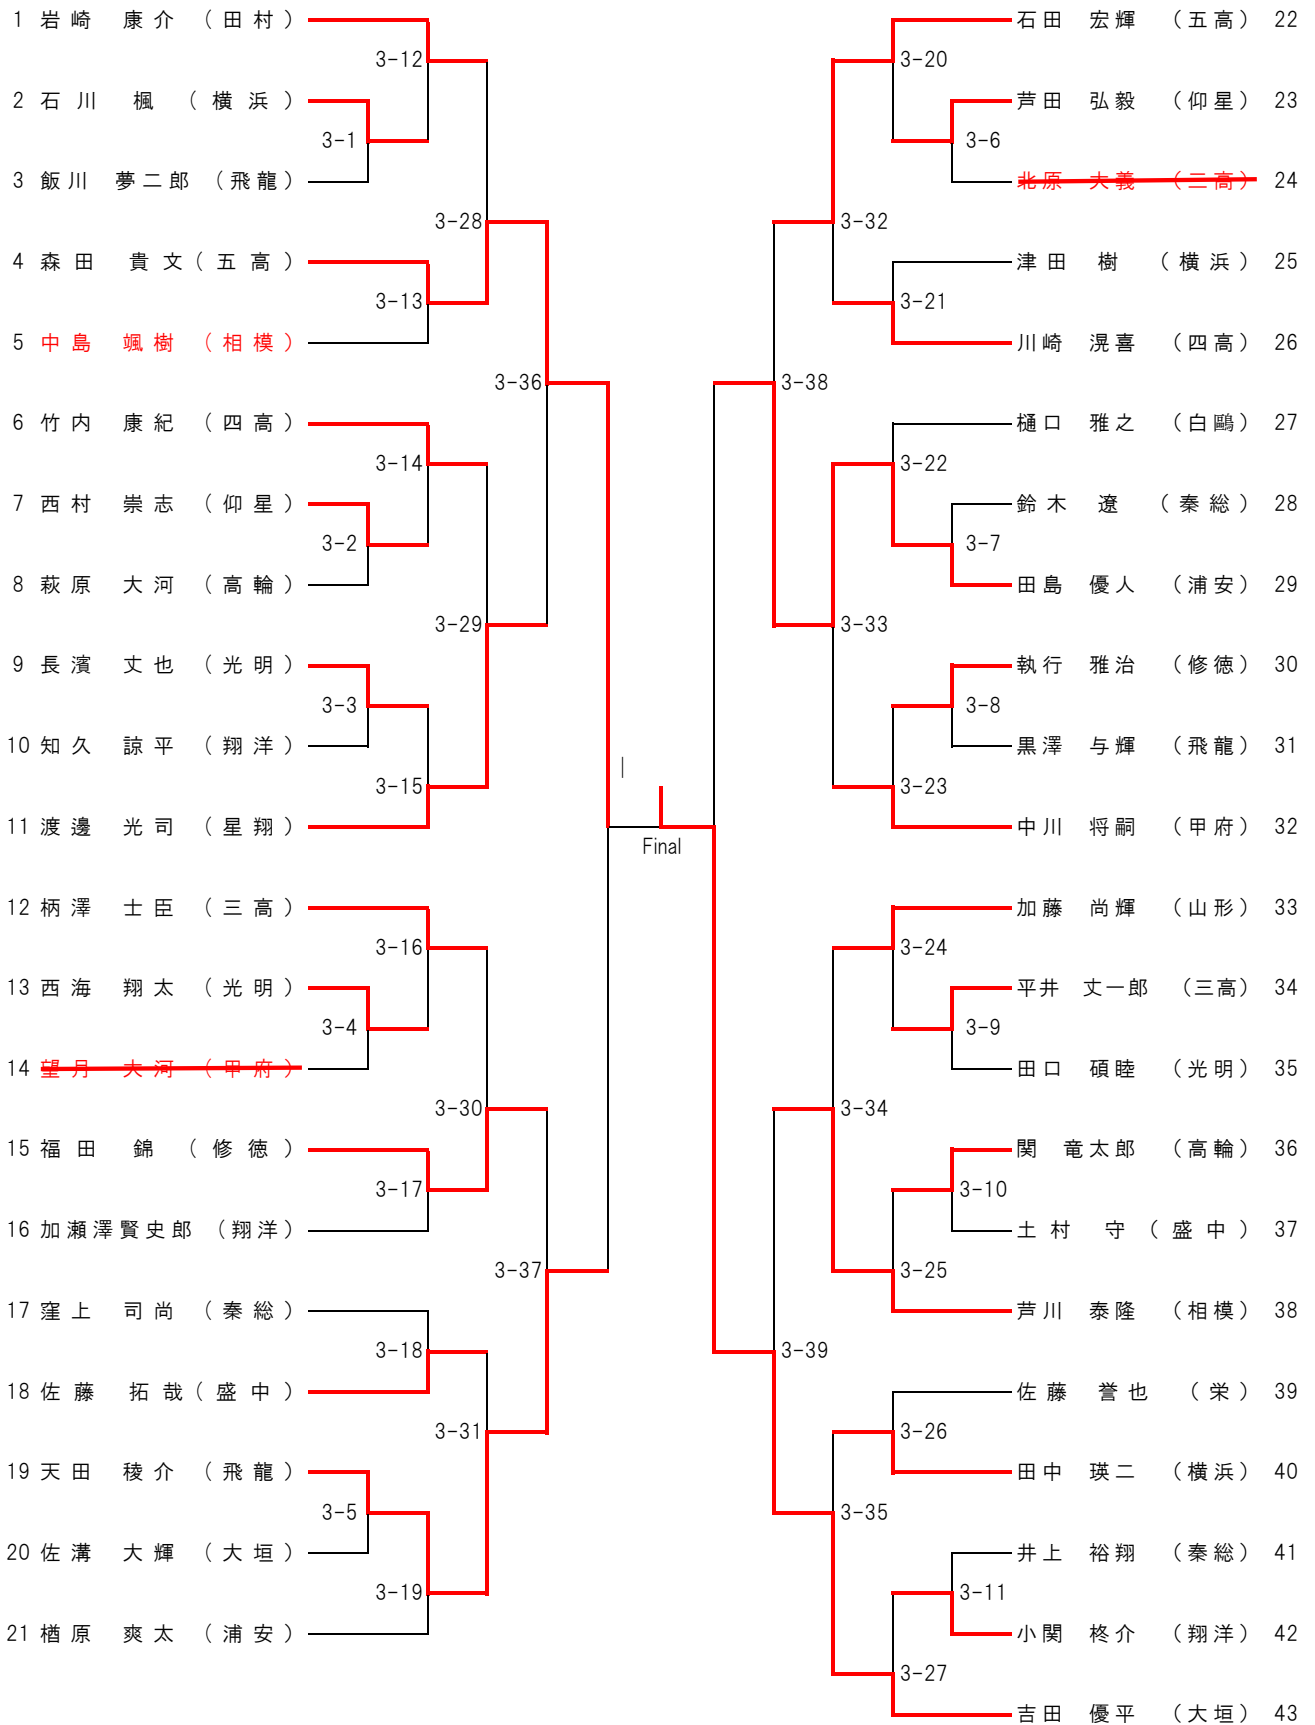 1 岩崎 康介 (田村)
3-12
2 石川 楓 (横浜)
3-1
3 飯川 夢二郎 (飛龍)
3-28
4 森田 貴文(五高)
3-13
5 中島 颯樹 (相模)
3-36
6 竹内 康紀 (四高)
3-14
7 西村 崇志 (仰星)
3-2
8 萩原 大河 (高輪)
3-29
9 長濱 丈也 (光明)
3-3
10 知久 諒平 (翔洋)
3-15
11 渡邊 光司 (星翔)
12 柄澤 士臣 (三高)
3-16
13 西海 翔太 (光明)
3-4
14 望月 大河 (甲府)
3-30
15 福田 錦 (修徳)
3-17
16 加瀬澤賢史郎 (翔洋)
3-37
17 窪上 司尚 (秦総)
3-18
18 佐藤 拓哉(盛中)
3-31
19 天田 稜介 (飛龍)
3-5
20 佐溝 大輝 (大垣)
3-19
21 楢原 爽太 (浦安)
|
Final
石田 宏輝 (五高) 22
3-20
芦田 弘毅 (仰星) 23
3-6
北原 大義 (三高) 24
3-32
津田 樹 (横浜) 25
3-21
川崎 滉喜 (四高) 26
3-38
樋口 雅之 (白鷗) 27
3-22
鈴木 遼 (秦総) 28
3-7
田島 優人 (浦安) 29
3-33
執行 雅治 (修徳) 30
3-8
黒澤 与輝 (飛龍) 31
3-23
中川 将嗣 (甲府) 32
加藤 尚輝 (山形) 33
3-24
平井 丈一郎 (三高) 34
3-9
田口 碩睦 (光明) 35
3-34
関 竜太郎 (高輪) 36
3-10
土村 守 (盛中) 37
3-25
芦川 泰隆 (相模) 38
3-39
佐藤 誉也 (栄) 39
3-26
田中 瑛二 (横浜) 40
3-35
井上 裕翔 (秦総) 41
3-11
小関 柊介 (翔洋) 42
3-27
吉田 優平 (大垣) 43